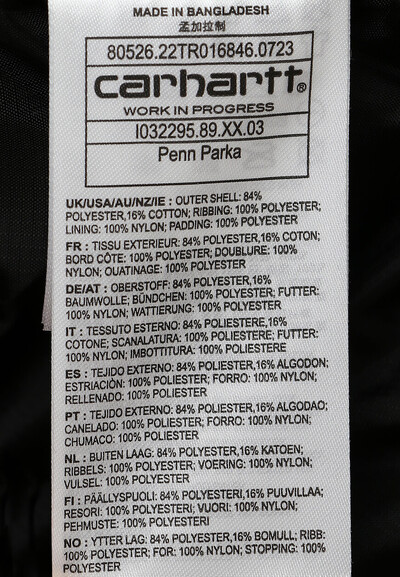 MADE IN BANGLADESH
孟加拉制
80526.22TR016846.0723
carhartt®
WORK IN PROGRESS
I032295.89.XX.03
Penn Parka
UK/USA/AU/NZ/IE : OUTER SHELL: 84%
POLYESTER,16% COTTON; RIBBING: 100% POLYESTER;
LINING: 100% NYLON; PADDING: 100% POLYESTER
FR : TISSU EXTERIEUR: 84% POLYESTER,16% COTON;
BORD CÔTE: 100% POLYESTER; DOUBLURE: 100%
NYLON; OUATINAGE: 100% POLYESTER
DE/AT : OBERSTOFF: 84% POLYESTER,16%
BAUMWOLLE; BÜNDCHEN: 100% POLYESTER; FUTTER:
100% NYLON; WATTIERUNG: 100% POLYESTER
IT : TESSUTO ESTERNO: 84% POLIESTERE,16%
COTONE; SCANALATURA: 100% POLIESTERE; FUTTER:
100% NYLON; IMBOTTITURA: 100% POLIESTERE
ES : TEJIDO EXTERNO: 84% POLIESTER,16% ALGODON;
ESTRIACIÓN: 100% POLIESTER; FORRO: 100% NYLON;
RELLENADO: 100% POLIESTER
PT : TEJIDO EXTERNO: 84% POLIESTER,16% ALGODAO;
CANELADO: 100% POLIESTER; FORRO: 100% NYLON;
CHUMACO: 100% POLIESTER
NL : BUITEN LAAG: 84% POLYESTER,16% KATOEN;
RIBBELS: 100% POLYESTER; VOERING: 100% NYLON;
VULSEL: 100% POLYESTER
FI : PÄÄLLYSPUOLI: 84% POLYESTERI,16% PUUVILLAA;
RESORI: 100% POLYESTERI; VUORI: 100% NYLON;
PEHMUSTE: 100% POLYESTERI
NO : YTTER LAG: 84% POLYESTER,16% BOMULL; RIBB:
100% POLYESTER; FOR: 100% NYLON; STOPPING: 100%
POLYESTER